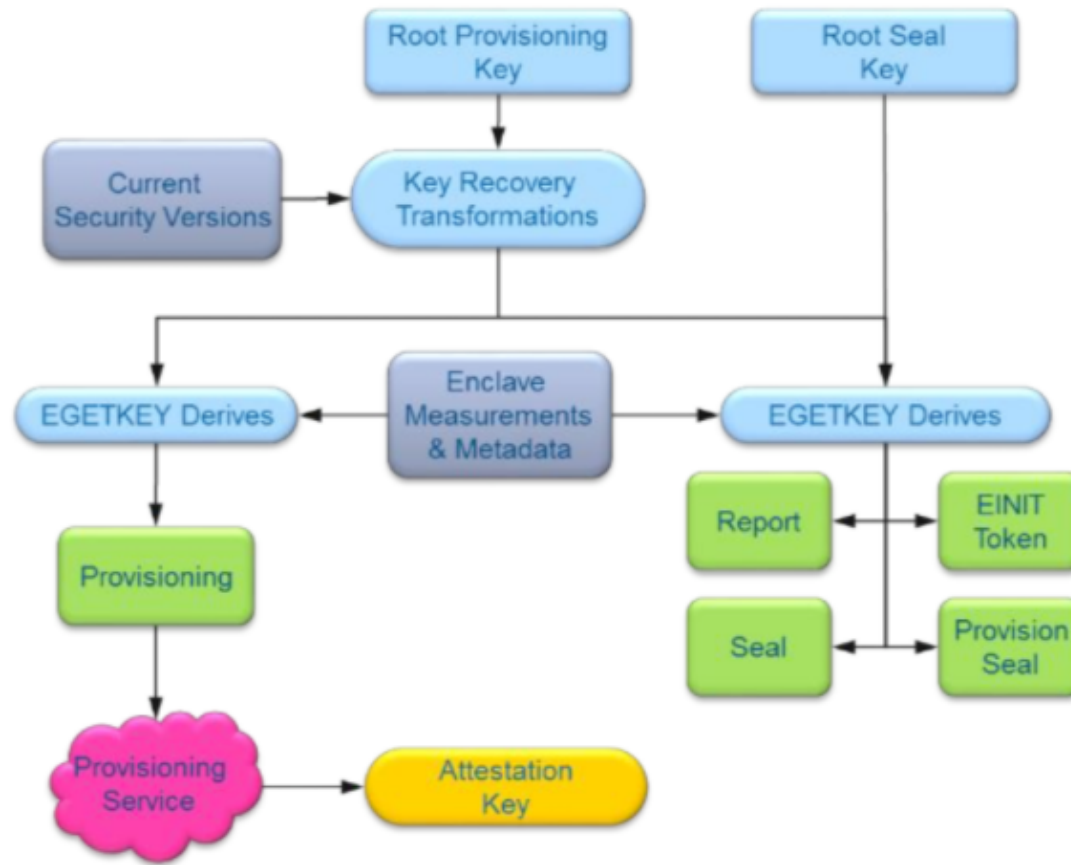 Root Provisioning
Key
Root Seal
Key
Current
Security Versions
Key Recovery
Transformations
EGETKEY Derives
Enclave
Measurements
& Metadata
EGETKEY Derives
Report
EINIT
Token
Provisioning
Seal
Provision
Seal
Provisioning
Service
Attestation
Key